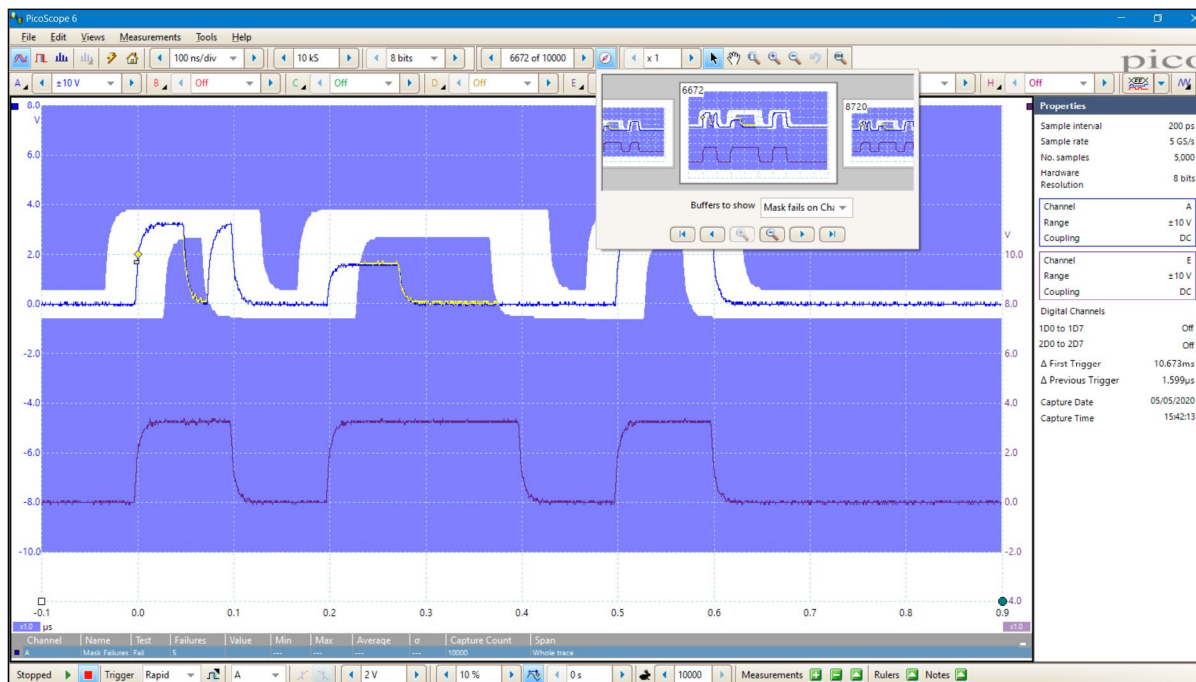 PicoScope 6
File Edit Views Measurements Tools Help
100 ns/div 10 kS 8 bits 6672 of 10000 x 1
pico
A ±10 V B Off C Off D Off E H Off
Properties
Sample interval 200 ps
Sample rate 5 GS/s
No. samples 5,000
Hardware Resolution 8 bits
Channel A
Range ±10 V
Coupling DC
Channel E
Range ±10 V
Coupling DC
Digital Channels
1D0 to 1D7 Off
2D0 to 2D7 Off
Δ First Trigger 10.673ms
Δ Previous Trigger 1.599µs
Capture Date 05/05/2020
Capture Time 15:42:13
6672
8720
Buffers to show Mask fails on Cha
8.0
V
6.0
4.0
2.0
0.0
-2.0
-4.0
-6.0
-8.0
-10.0
V
10.0
8.0
6.0
4.0
2.0
0.0
-2.0
-4.0
-0.1 0.0 0.1 0.2 0.3 0.4 0.5 0.6 0.7 0.8 0.9
x1.0 µs x1.0
Channel Name Test Failures Value Min Max Average σ Capture Count Span
A Mask Failures Fail 5 --- --- --- --- --- 10000 Whole trace
Stopped Trigger Rapid A 2 V 10 % 0 s 10000 Measurements Rulers Notes